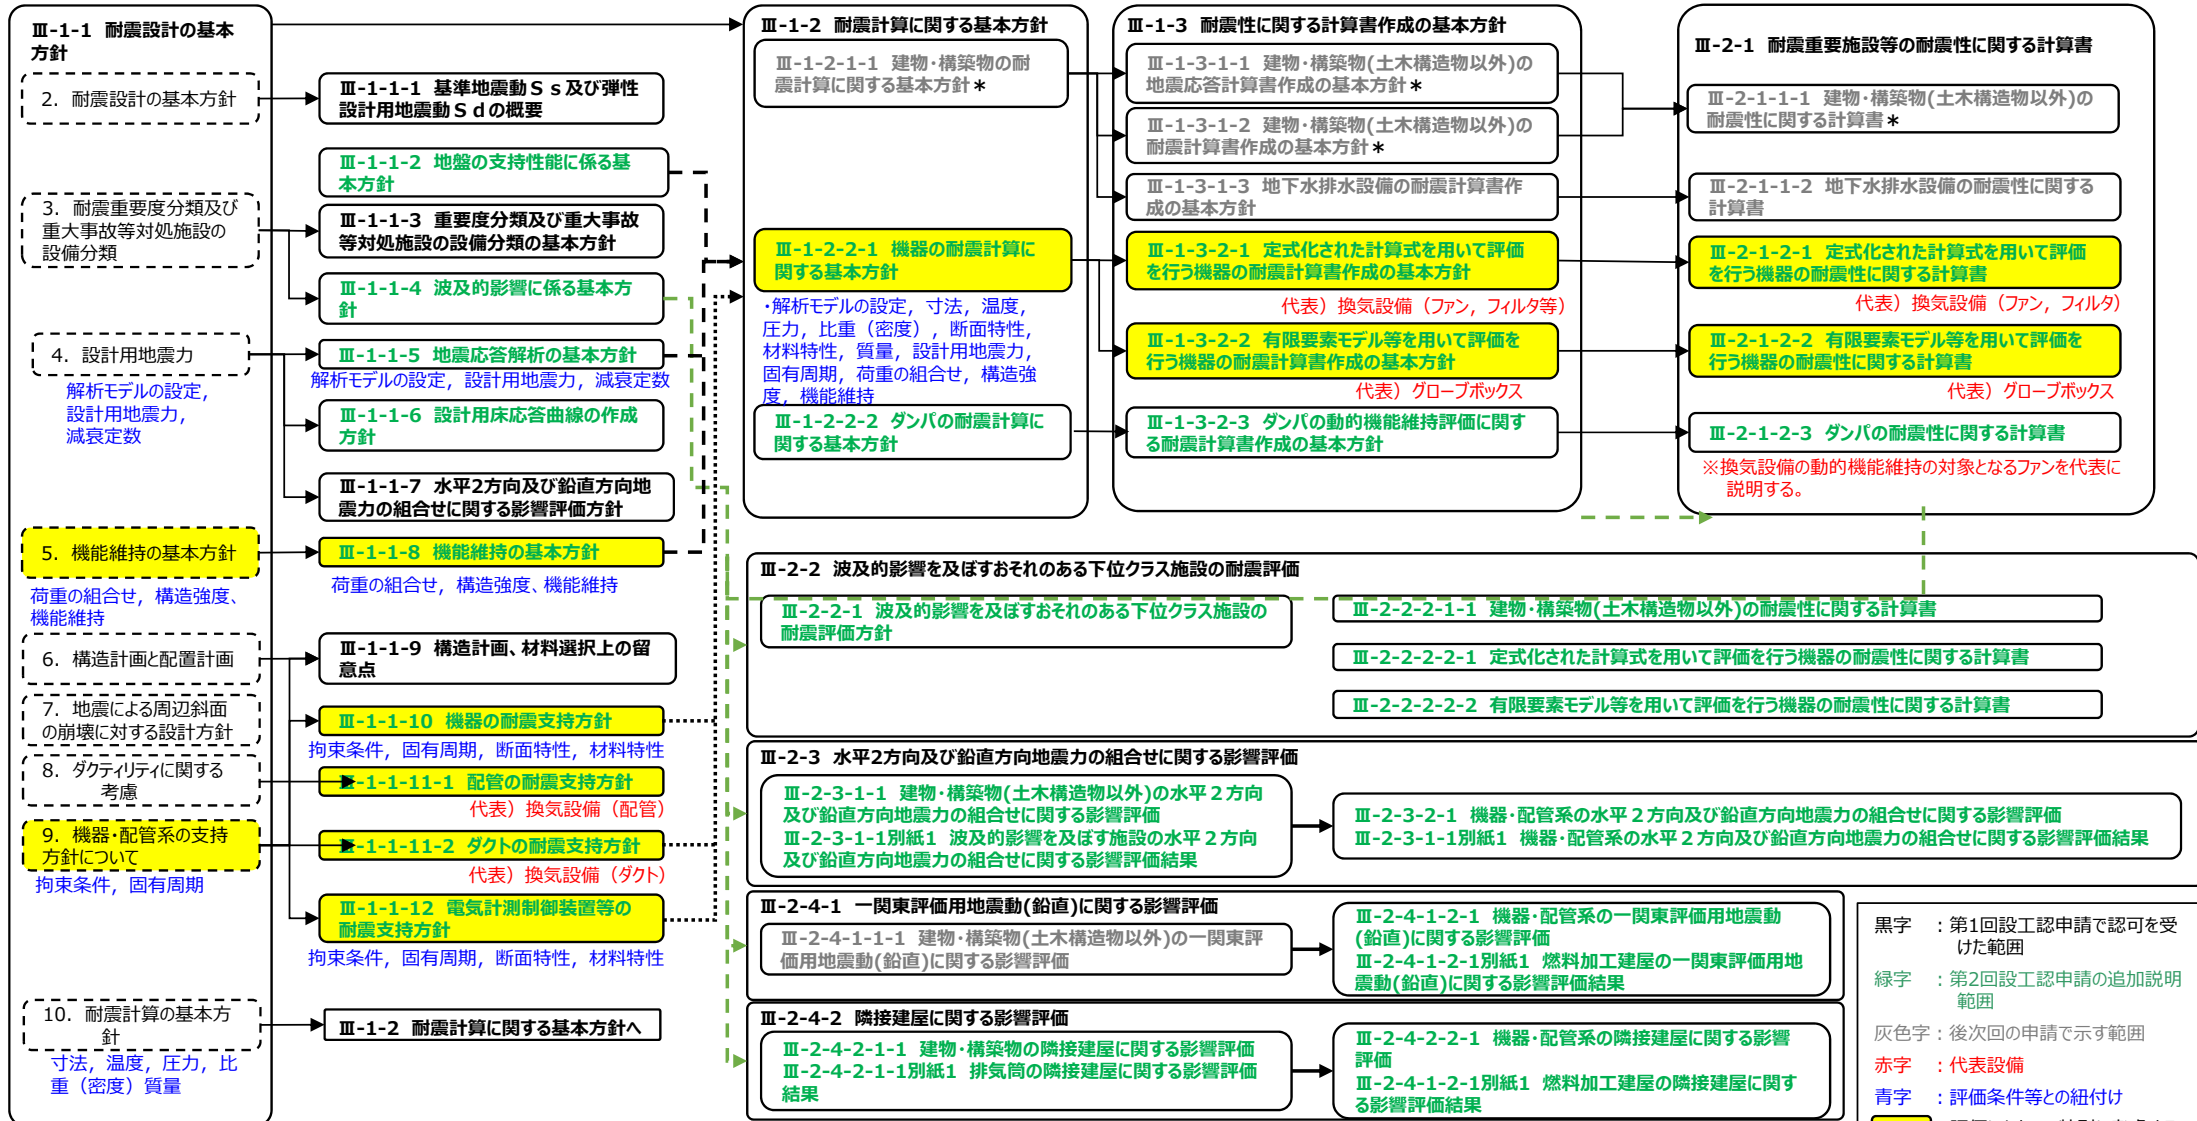 Ⅲ-1-1 耐震設計の基本
方針
2. 耐震設計の基本方針
3. 耐震重要度分類及び
重大事故等対処施設の
設備分類
4. 設計用地震力
解析モデルの設定，
設計用地震力，
減衰定数
5. 機能維持の基本方針
荷重の組合せ，構造強度、
機能維持
6. 構造計画と配置計画
7. 地震による周辺斜面
の崩壊に対する設計方針
8. ダクティリティに関する
考慮
9. 機器･配管系の支持
方針について
拘束条件，固有周期
10. 耐震計算の基本方
針
寸法，温度，圧力，比
重（密度）質量
Ⅲ-1-1-1 基準地震動Ｓｓ及び弾性
設計用地震動Ｓｄの概要
Ⅲ-1-1-2 地盤の支持性能に係る基
本方針
Ⅲ-1-1-3 重要度分類及び重大事故
等対処施設の設備分類の基本方針
Ⅲ-1-1-4 波及的影響に係る基本方
針
Ⅲ-1-1-5 地震応答解析の基本方針
解析モデルの設定，設計用地震力，減衰定数
Ⅲ-1-1-6 設計用床応答曲線の作成
方針
Ⅲ-1-1-7 水平2方向及び鉛直方向地
震力の組合せに関する影響評価方針
Ⅲ-1-1-8 機能維持の基本方針
荷重の組合せ，構造強度、機能維持
Ⅲ-1-1-9 構造計画、材料選択上の留
意点
Ⅲ-1-1-10 機器の耐震支持方針
拘束条件，固有周期，断面特性，材料特性
Ⅲ-1-1-11-1 配管の耐震支持方針
代表）換気設備（配管）
Ⅲ-1-1-11-2 ダクトの耐震支持方針
代表）換気設備（ダクト）
Ⅲ-1-1-12 電気計測制御装置等の
耐震支持方針
拘束条件，固有周期，断面特性，材料特性
Ⅲ-1-2 耐震計算に関する基本方針へ
Ⅲ-1-2 耐震計算に関する基本方針
Ⅲ-1-2-1-1 建物･構築物の耐
震計算に関する基本方針＊
Ⅲ-1-2-2-1 機器の耐震計算に
関する基本方針
･解析モデルの設定，寸法，温度，
圧力，比重（密度），断面特性，
材料特性，質量，設計用地震力，
固有周期，荷重の組合せ，構造強
度，機能維持
Ⅲ-1-2-2-2 ダンパの耐震計算に
関する基本方針
Ⅲ-1-3 耐震性に関する計算書作成の基本方針
Ⅲ-1-3-1-1 建物･構築物(土木構造物以外)の
地震応答計算書作成の基本方針＊
Ⅲ-1-3-1-2 建物･構築物(土木構造物以外)の
耐震計算書作成の基本方針＊
Ⅲ-1-3-1-3 地下水排水設備の耐震計算書作
成の基本方針
Ⅲ-1-3-2-1 定式化された計算式を用いて評価
を行う機器の耐震計算書作成の基本方針
代表）換気設備（ファン，フィルタ等）
Ⅲ-1-3-2-2 有限要素モデル等を用いて評価を
行う機器の耐震計算書作成の基本方針
代表）グローブボックス
Ⅲ-1-3-2-3 ダンパの動的機能維持評価に関す
る耐震計算書作成の基本方針
Ⅲ-2-1 耐震重要施設等の耐震性に関する計算書
Ⅲ-2-1-1-1 建物･構築物(土木構造物以外)の
耐震性に関する計算書＊
Ⅲ-2-1-1-2 地下水排水設備の耐震性に関する
計算書
Ⅲ-2-1-2-1 定式化された計算式を用いて評価
を行う機器の耐震性に関する計算書
代表）換気設備（ファン，フィルタ）
Ⅲ-2-1-2-2 有限要素モデル等を用いて評価を
行う機器の耐震性に関する計算書
代表）グローブボックス
Ⅲ-2-1-2-3 ダンパの耐震性に関する計算書
※換気設備の動的機能維持の対象となるファンを代表に
説明する。
Ⅲ-2-2 波及的影響を及ぼすおそれのある下位クラス施設の耐震評価
Ⅲ-2-2-1 波及的影響を及ぼすおそれのある下位クラス施設の
耐震評価方針
Ⅲ-2-2-2-1-1 建物･構築物(土木構造物以外)の耐震性に関する計算書
Ⅲ-2-2-2-2-1 定式化された計算式を用いて評価を行う機器の耐震性に関する計算書
Ⅲ-2-2-2-2-2 有限要素モデル等を用いて評価を行う機器の耐震性に関する計算書
Ⅲ-2-3 水平2方向及び鉛直方向地震力の組合せに関する影響評価
Ⅲ-2-3-1-1 建物･構築物(土木構造物以外)の水平２方向
及び鉛直方向地震力の組合せに関する影響評価
Ⅲ-2-3-1-1別紙1 波及的影響を及ぼす施設の水平２方向
及び鉛直方向地震力の組合せに関する影響評価結果
Ⅲ-2-3-2-1 機器･配管系の水平２方向及び鉛直方向地震力の組合せに関する影響評価
Ⅲ-2-3-1-1別紙1 機器･配管系の水平２方向及び鉛直方向地震力の組合せに関する影響評価結果
Ⅲ-2-4-1 一関東評価用地震動(鉛直)に関する影響評価
Ⅲ-2-4-1-1-1 建物･構築物(土木構造物以外)の一関東評
価用地震動(鉛直)に関する影響評価
Ⅲ-2-4-1-2-1 機器･配管系の一関東評価用地震動
(鉛直)に関する影響評価
Ⅲ-2-4-1-2-1別紙1 燃料加工建屋の一関東評価用地
震動(鉛直)に関する影響評価結果
Ⅲ-2-4-2 隣接建屋に関する影響評価
Ⅲ-2-4-2-1-1 建物･構築物の隣接建屋に関する影響評価
Ⅲ-2-4-2-1-1別紙1 排気筒の隣接建屋に関する影響評価
結果
Ⅲ-2-4-2-2-1 機器･配管系の隣接建屋に関する影響
評価
Ⅲ-2-4-1-2-1別紙1 燃料加工建屋の隣接建屋に関す
る影響評価結果
黒字 ：第1回設工認申請で認可を受
けた範囲
緑字 ：第2回設工認申請の追加説明
範囲
灰色字：後次回の申請で示す範囲
赤字 ：代表設備
青字 ：評価条件等との紐付け